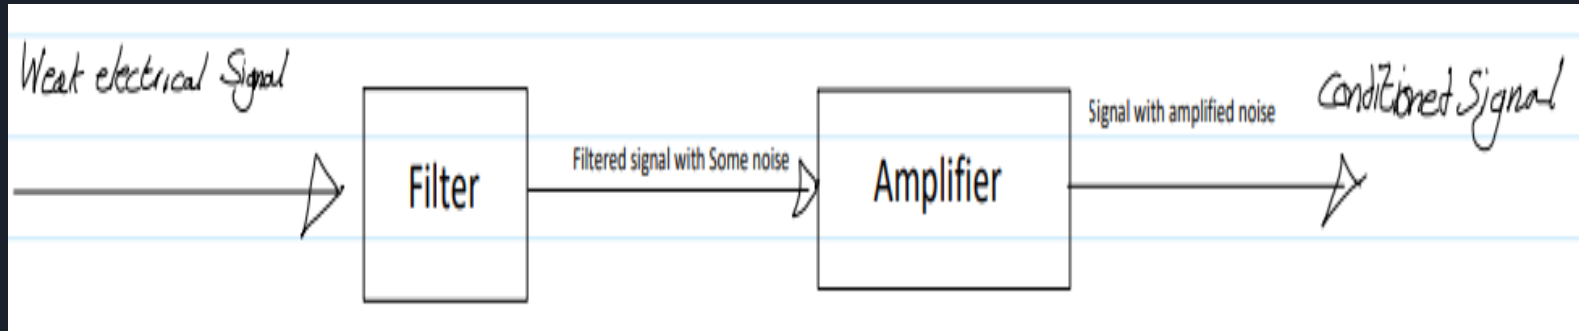 Weak electrical Signal
Filter
Filtered signal with Some noise
Amplifier
Signal with amplified noise
Conditioned Signal